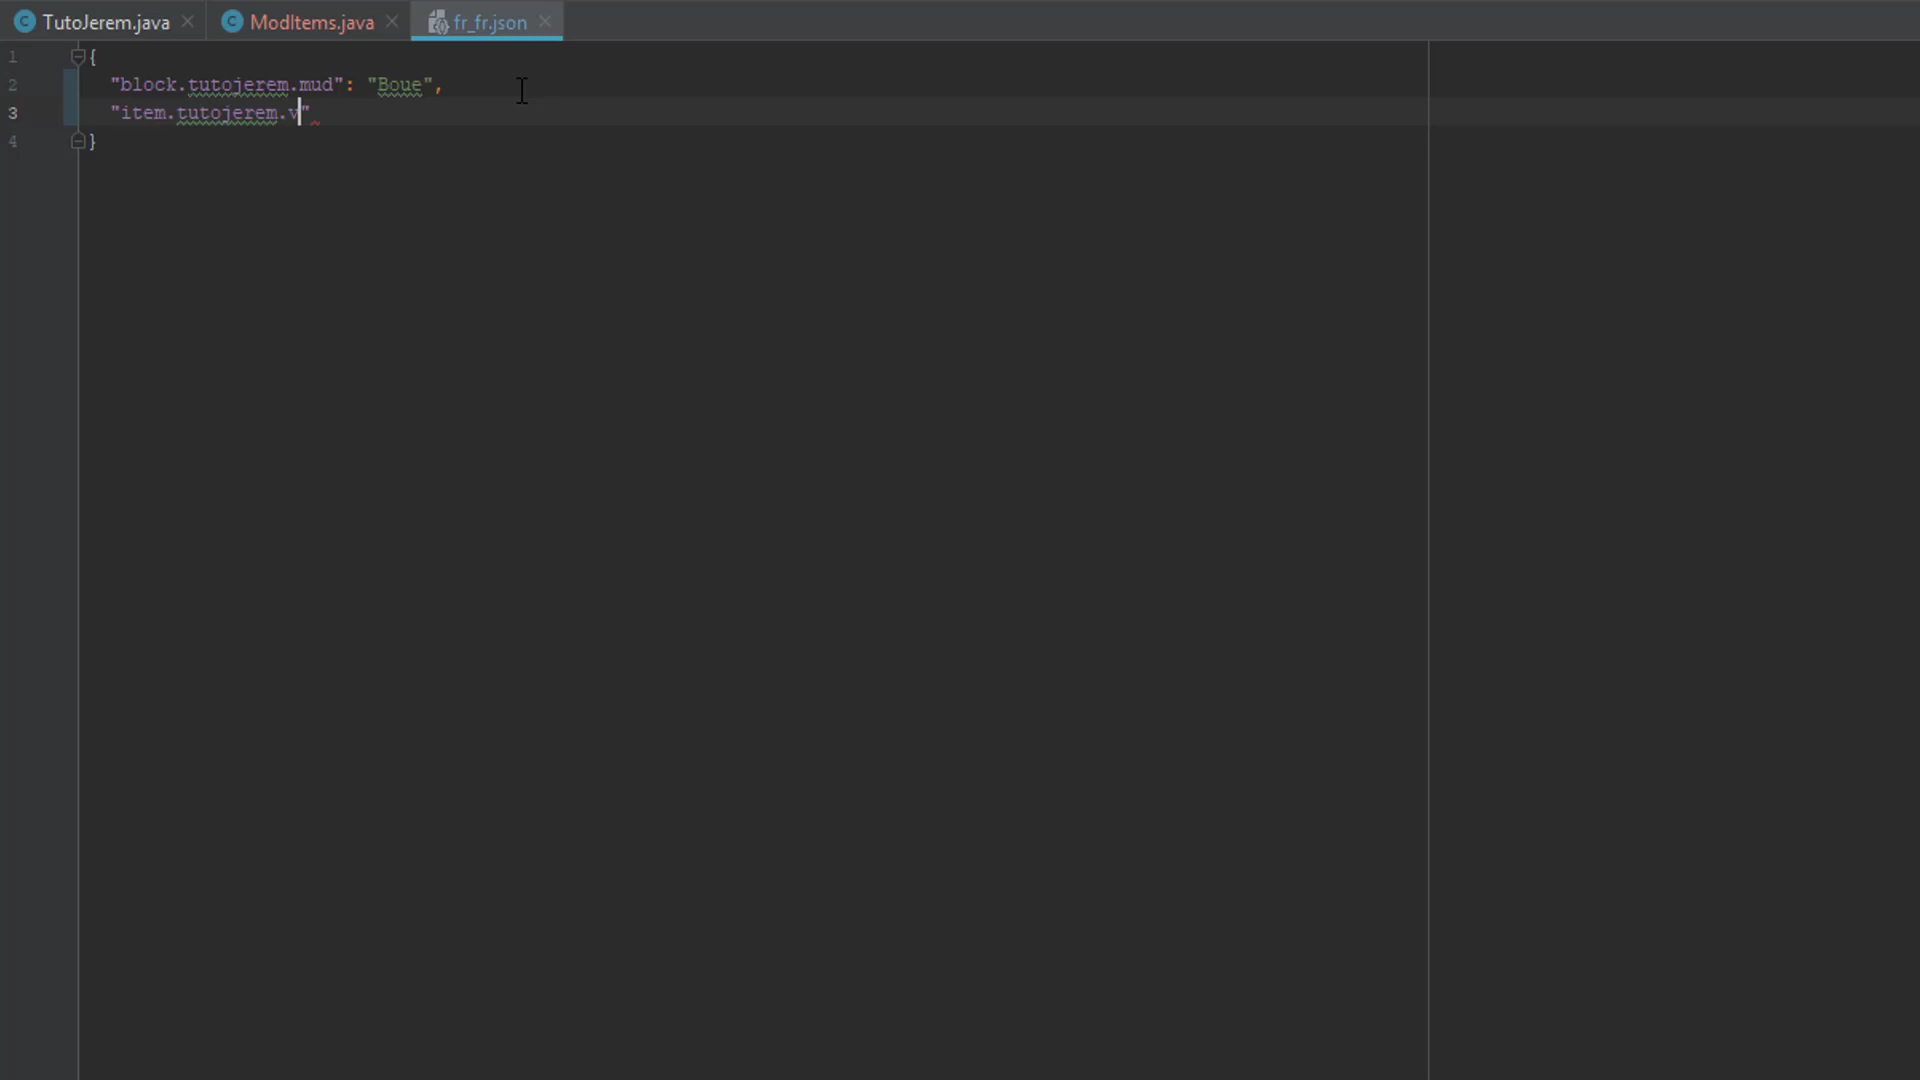 TutoJerem.java ModItems.java fr_fr.json
1 {
2 "block.tutojerem.mud": "Boue",
3 "item.tutojerem.v"
4 }